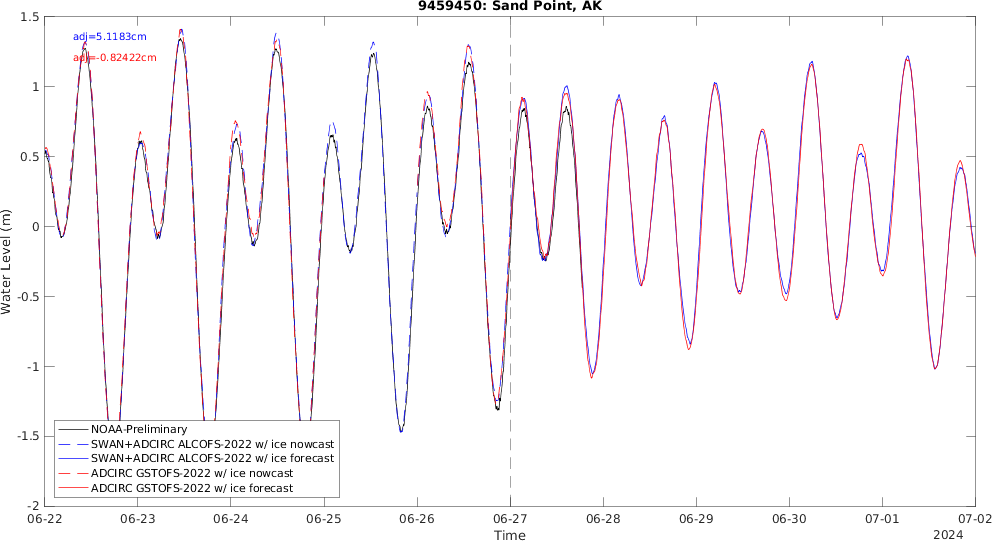 9459450: Sand Point, AK
1.5
adj=5.1183cm
adj=-0.82422cm
1
0.5
0
-0.5
-1
-1.5
-2
Water Level (m)
NOAA-Preliminary
SWAN+ADCIRC ALCOFS-2022 w/ ice nowcast
SWAN+ADCIRC ALCOFS-2022 w/ ice forecast
ADCIRC GSTOFS-2022 w/ ice nowcast
ADCIRC GSTOFS-2022 w/ ice forecast
06-22 06-23 06-24 06-25 06-26 06-27 06-28 06-29 06-30 07-01 07-02
Time
2024